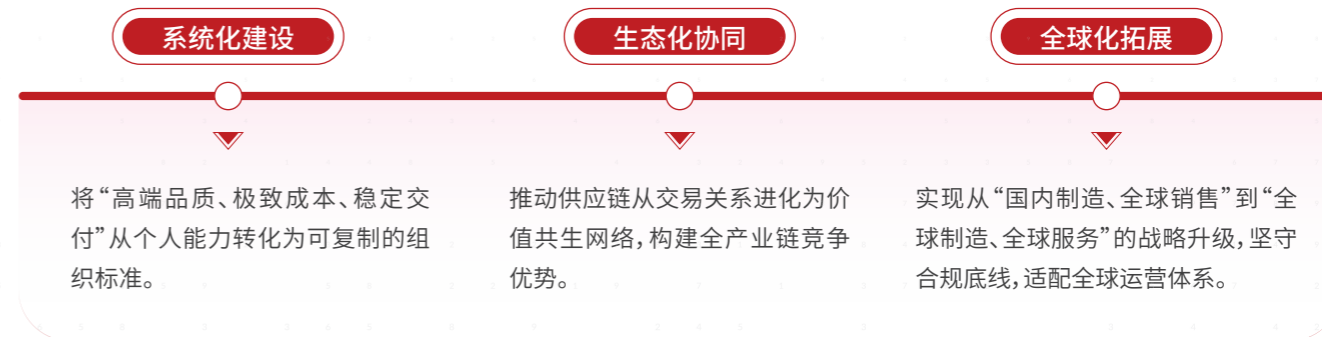 系统化建设
将“高端品质、极致成本、稳定交
付”从个人能力转化为可复制的组
织标准。
生态化协同
推动供应链从交易关系进化为价
值共生网络,构建全产业链竞争
优势。
全球化拓展
实现从“国内制造、全球销售”到“全
球制造、全球服务”的战略升级,坚守
合规底线,适配全球运营体系。